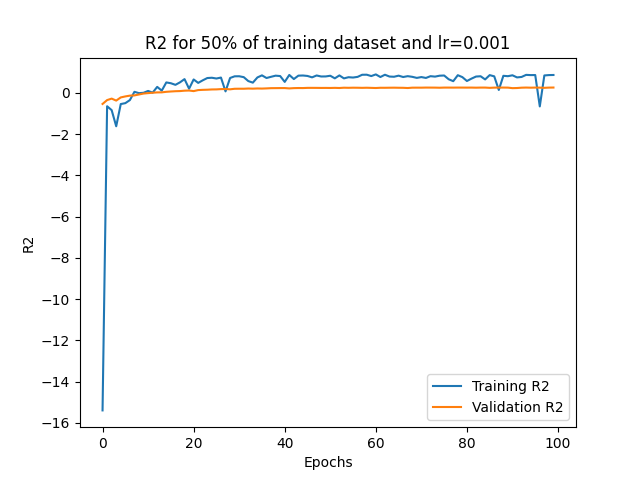 R2 for 50% of training dataset and lr=0.001
R2
0
−2
−4
−6
−8
−10
−12
−14
−16
0 20 40 60 80 100
Epochs
Training R2
Validation R2